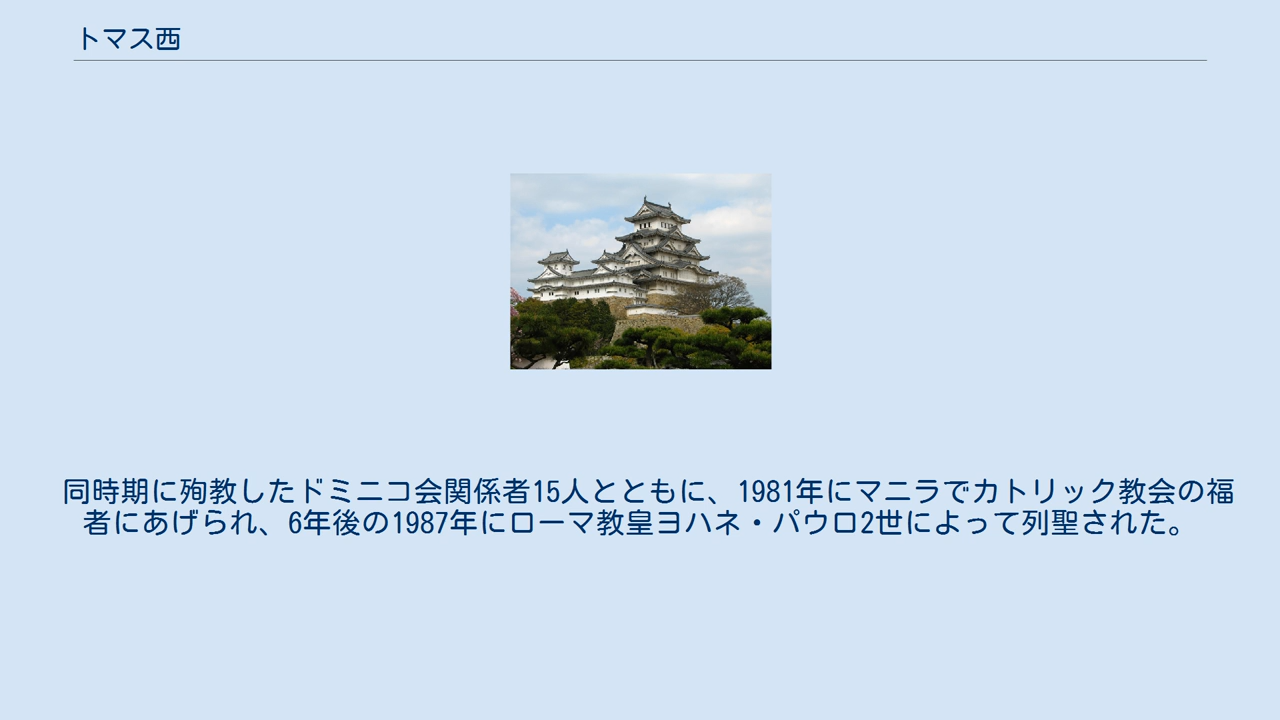 トマス西
同時期に殉教したドミニコ会関係者15人とともに、1981年にマニラでカトリック教会の福
者にあげられ、6年後の1987年にローマ教皇ヨハネ・パウロ2世によって列聖された。